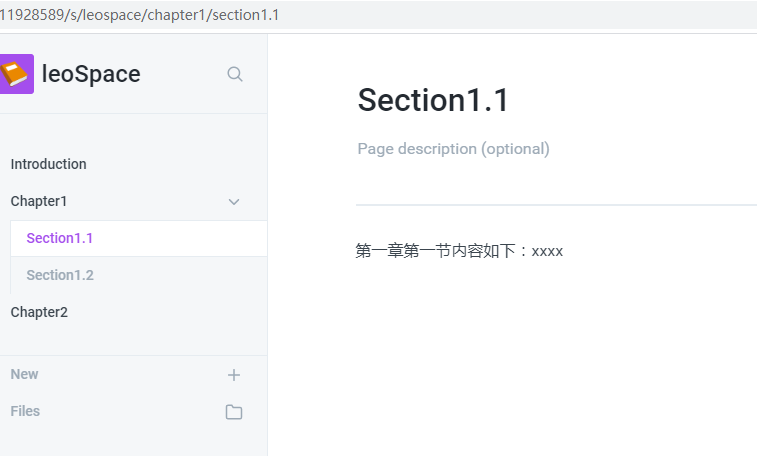 11928589/s/leospace/chapter1/section1.1
leoSpace
Introduction
Chapter1
Section1.1
Section1.2
Chapter2
New
Files
Section1.1
Page description (optional)
第一章第一节内容如下：xxxx